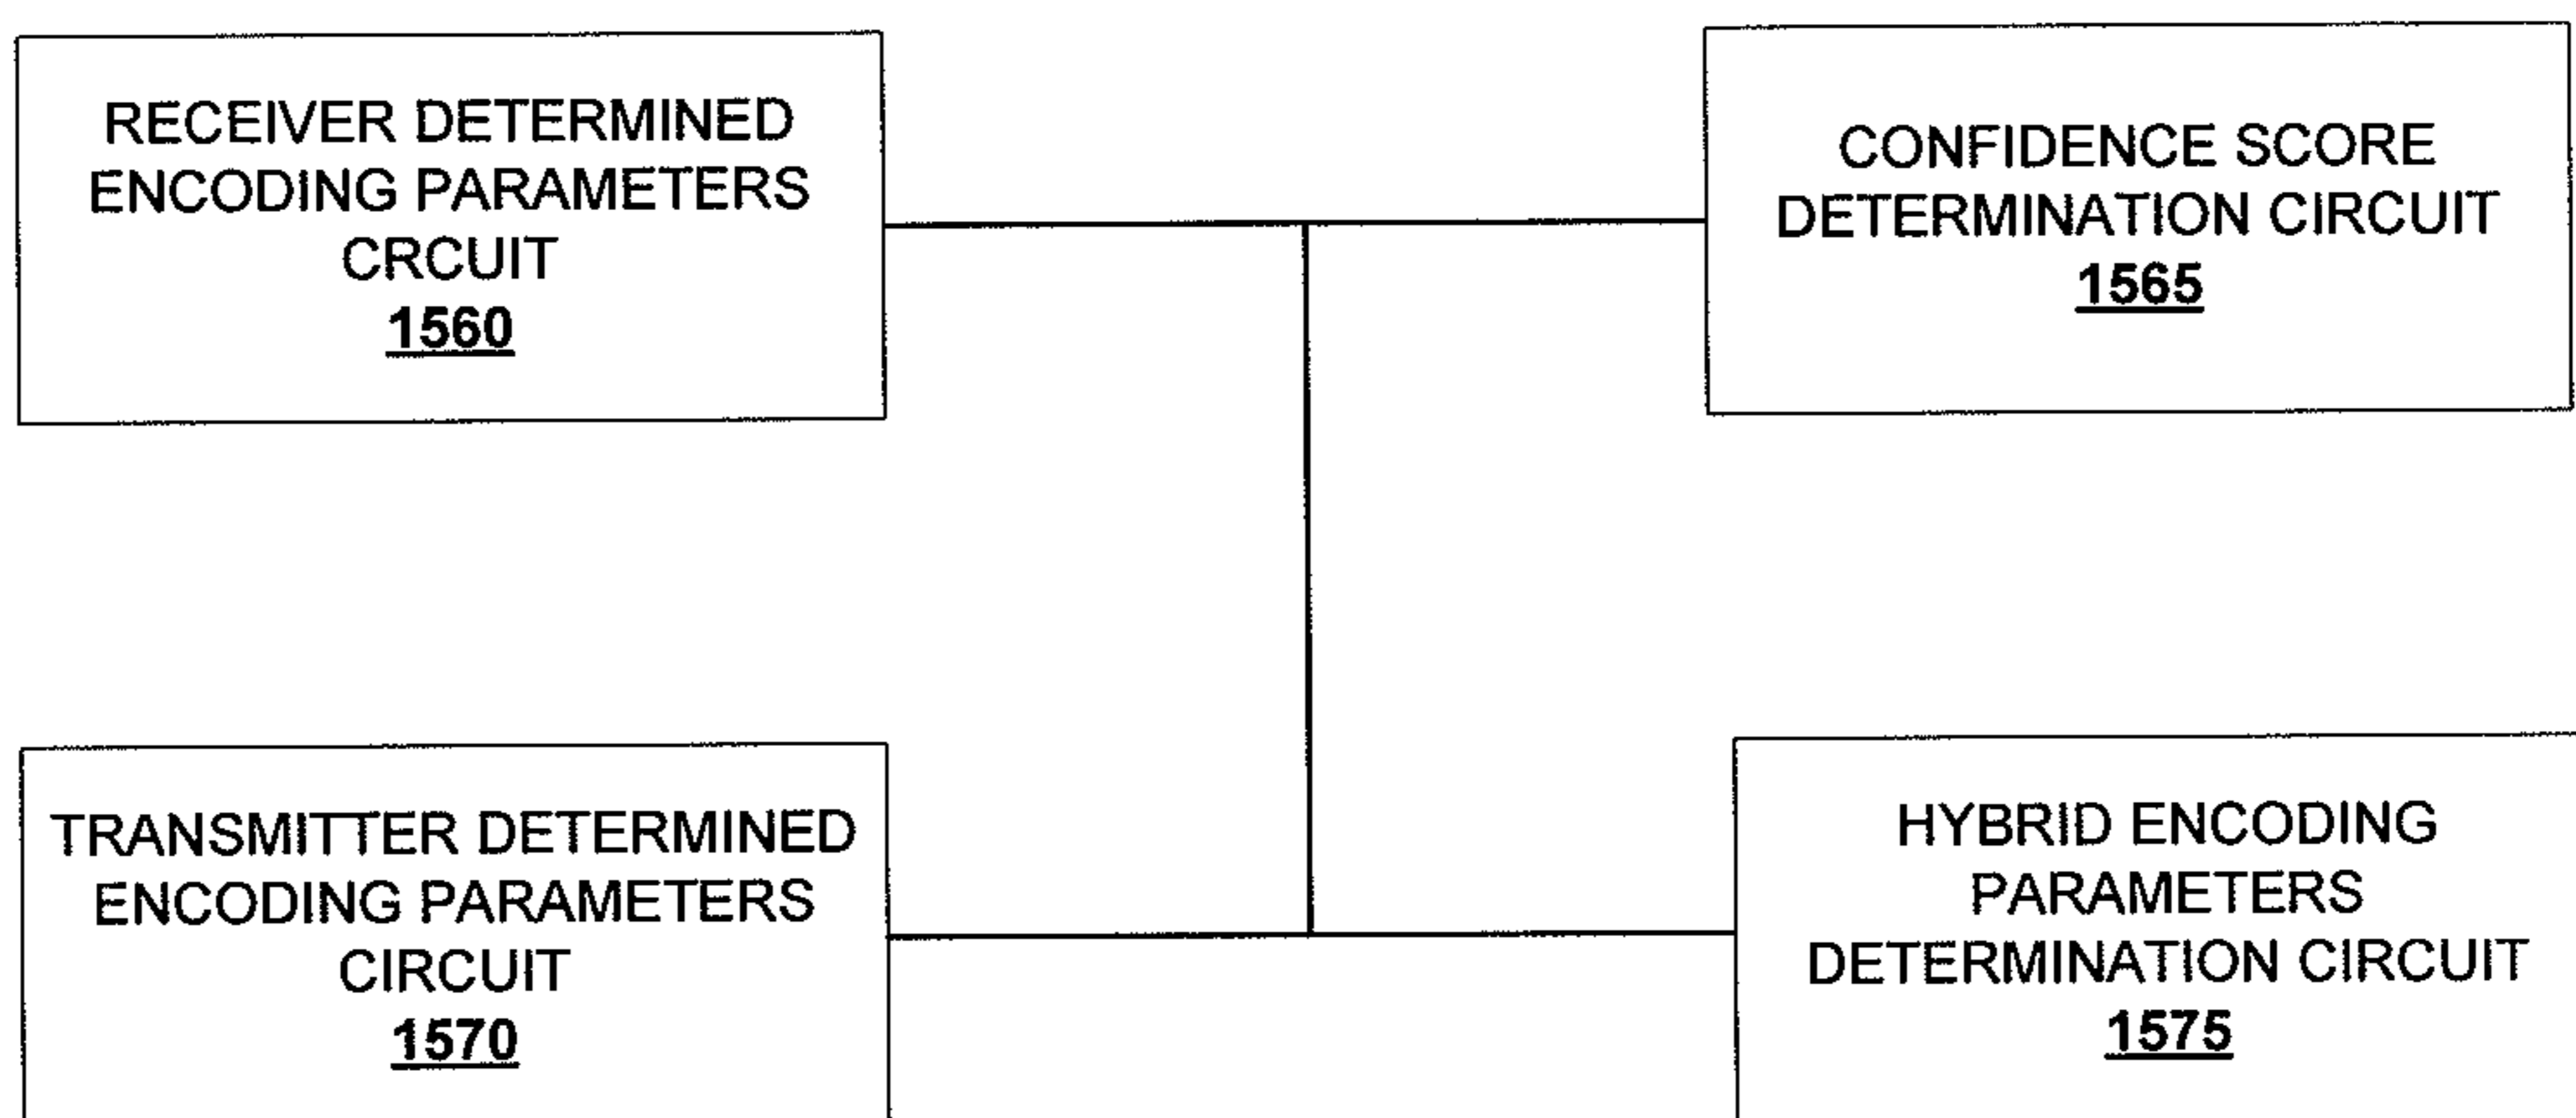 RECEIVER DETERMINED
ENCODING PARAMETERS
CRCUIT
1560
CONFIDENCE SCORE
DETERMINATION CIRCUIT
1565
TRANSMITTER DETERMINED
ENCODING PARAMETERS
CIRCUIT
1570
HYBRID ENCODING
PARAMETERS
DETERMINATION CIRCUIT
1575